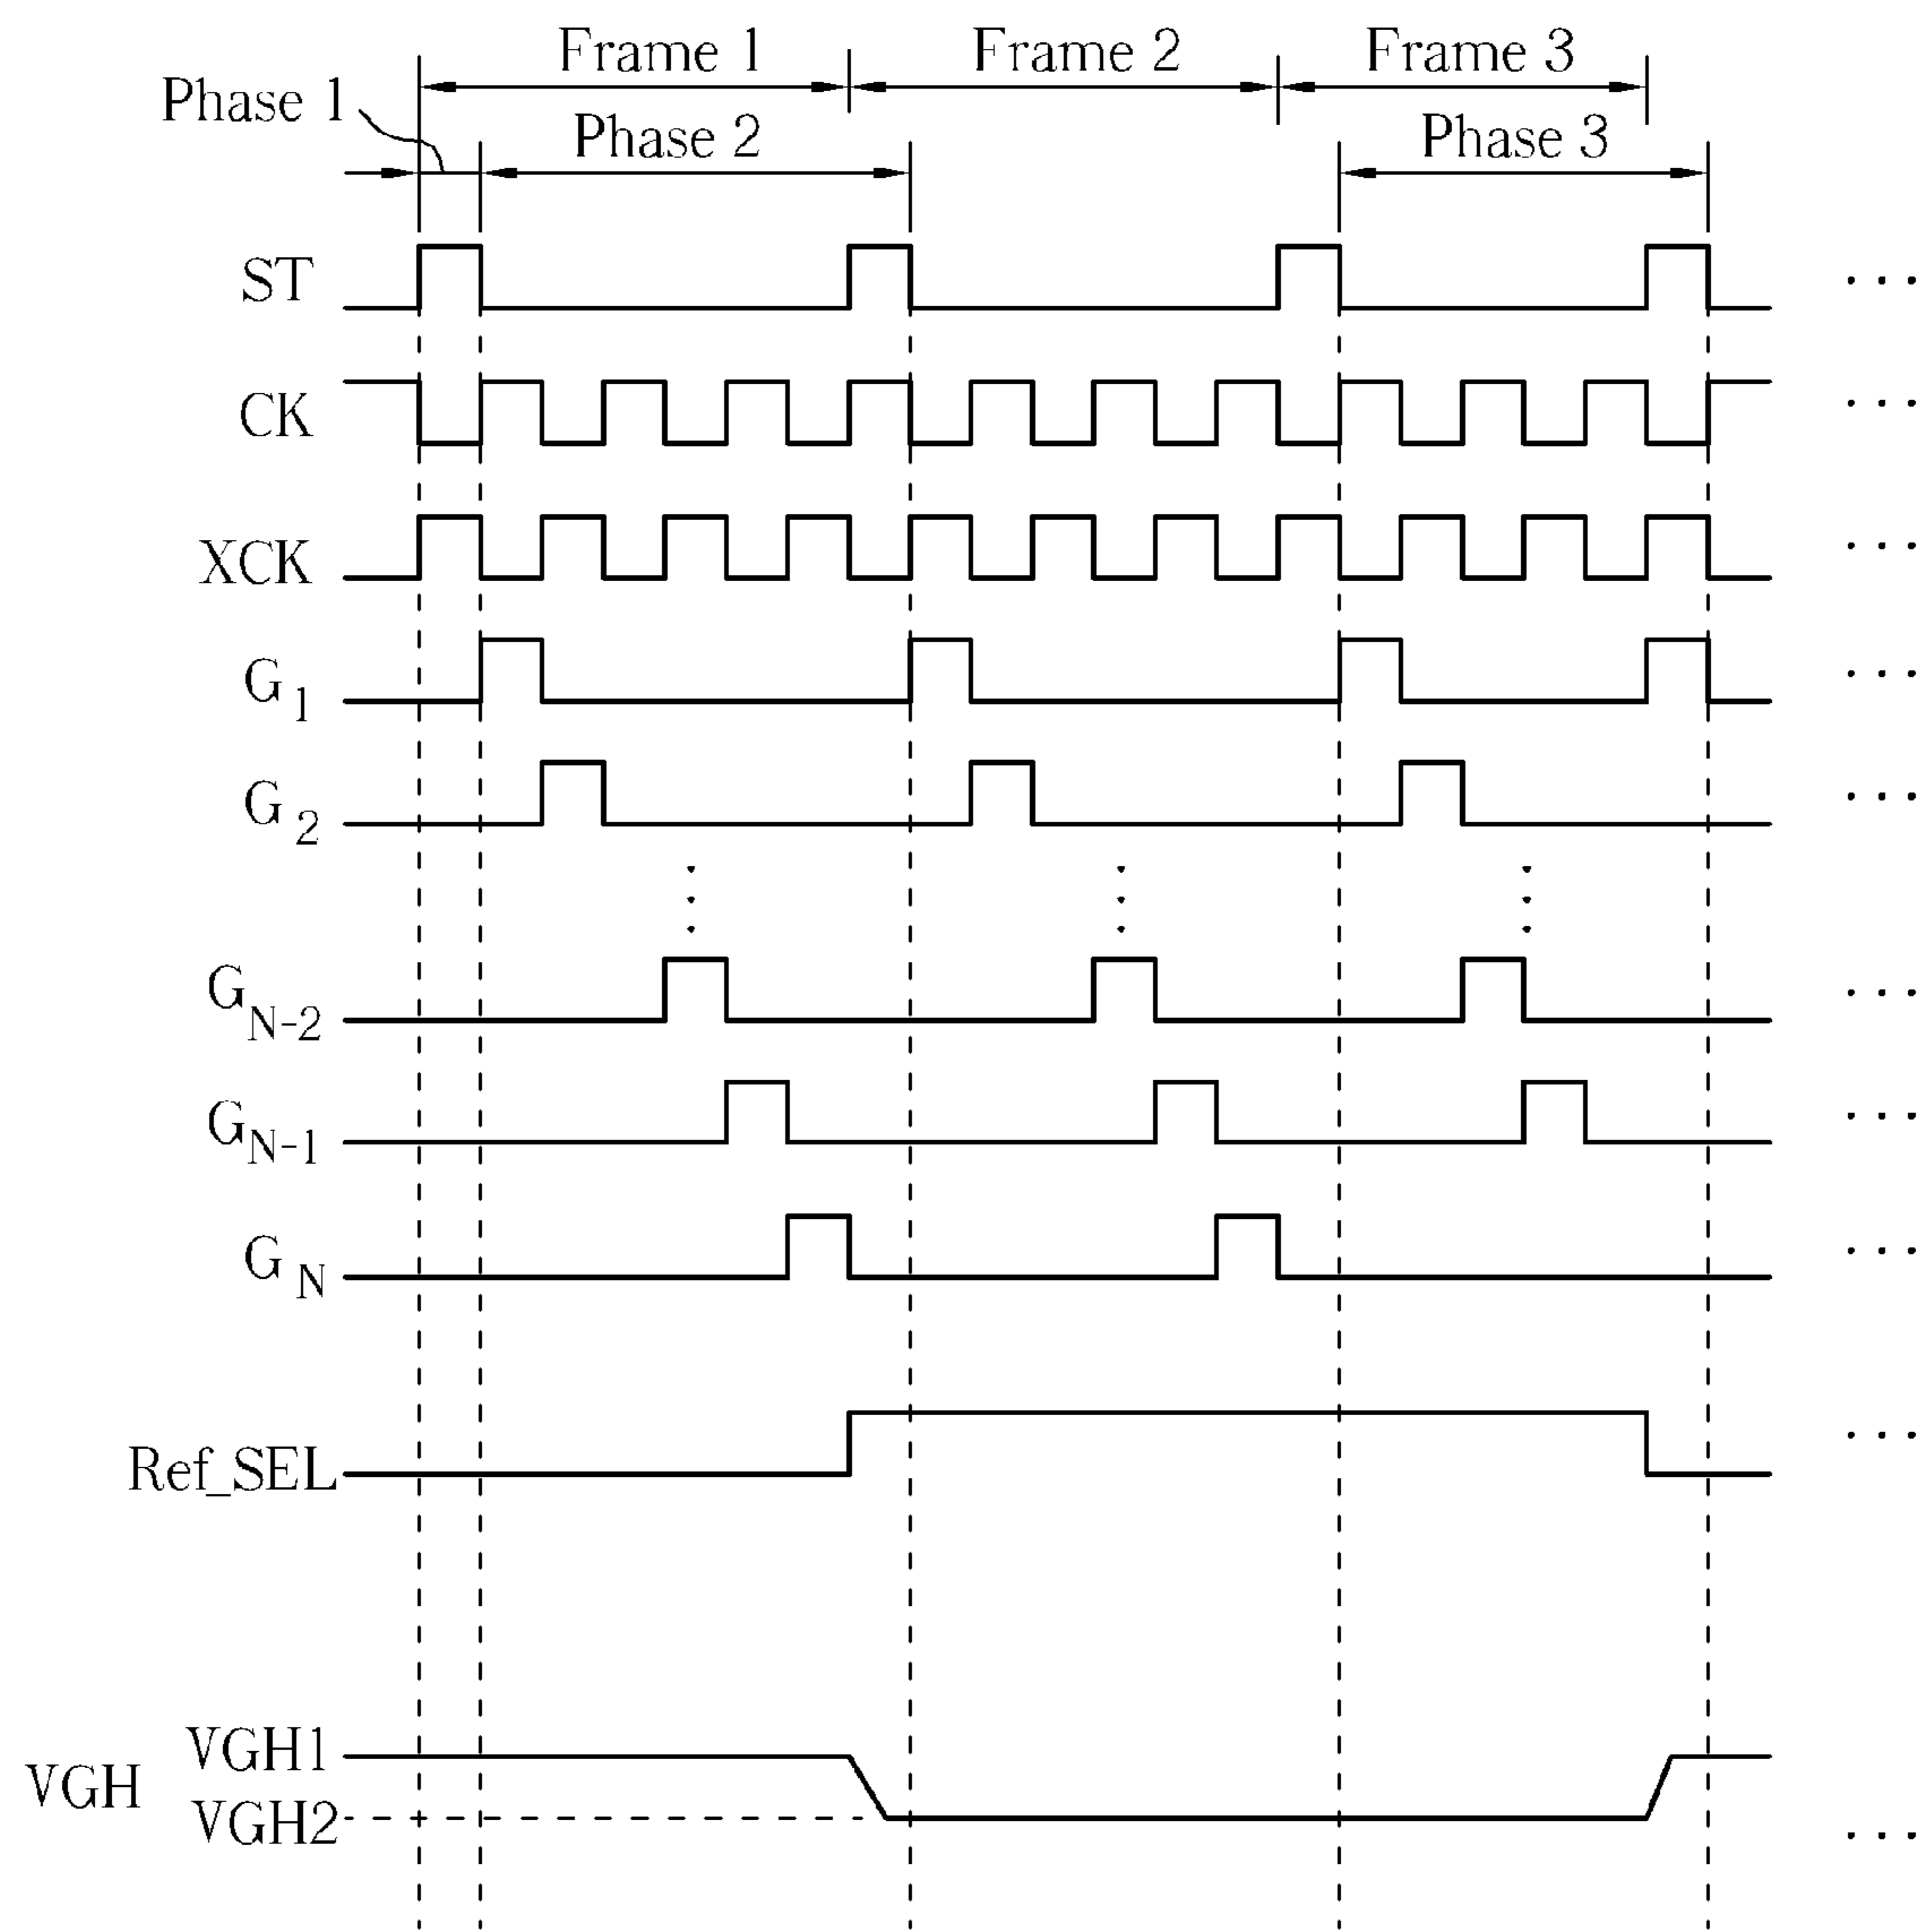 Frame 1 Frame 2 Frame 3
Phase 1
Phase 2 Phase 3
ST ...
CK ...
XCK ...
G1 ...
G2 ...
GN-2 ...
GN-1 ...
GN ...
Ref_SEL ...
VGH1
VGH
VGH2 ...